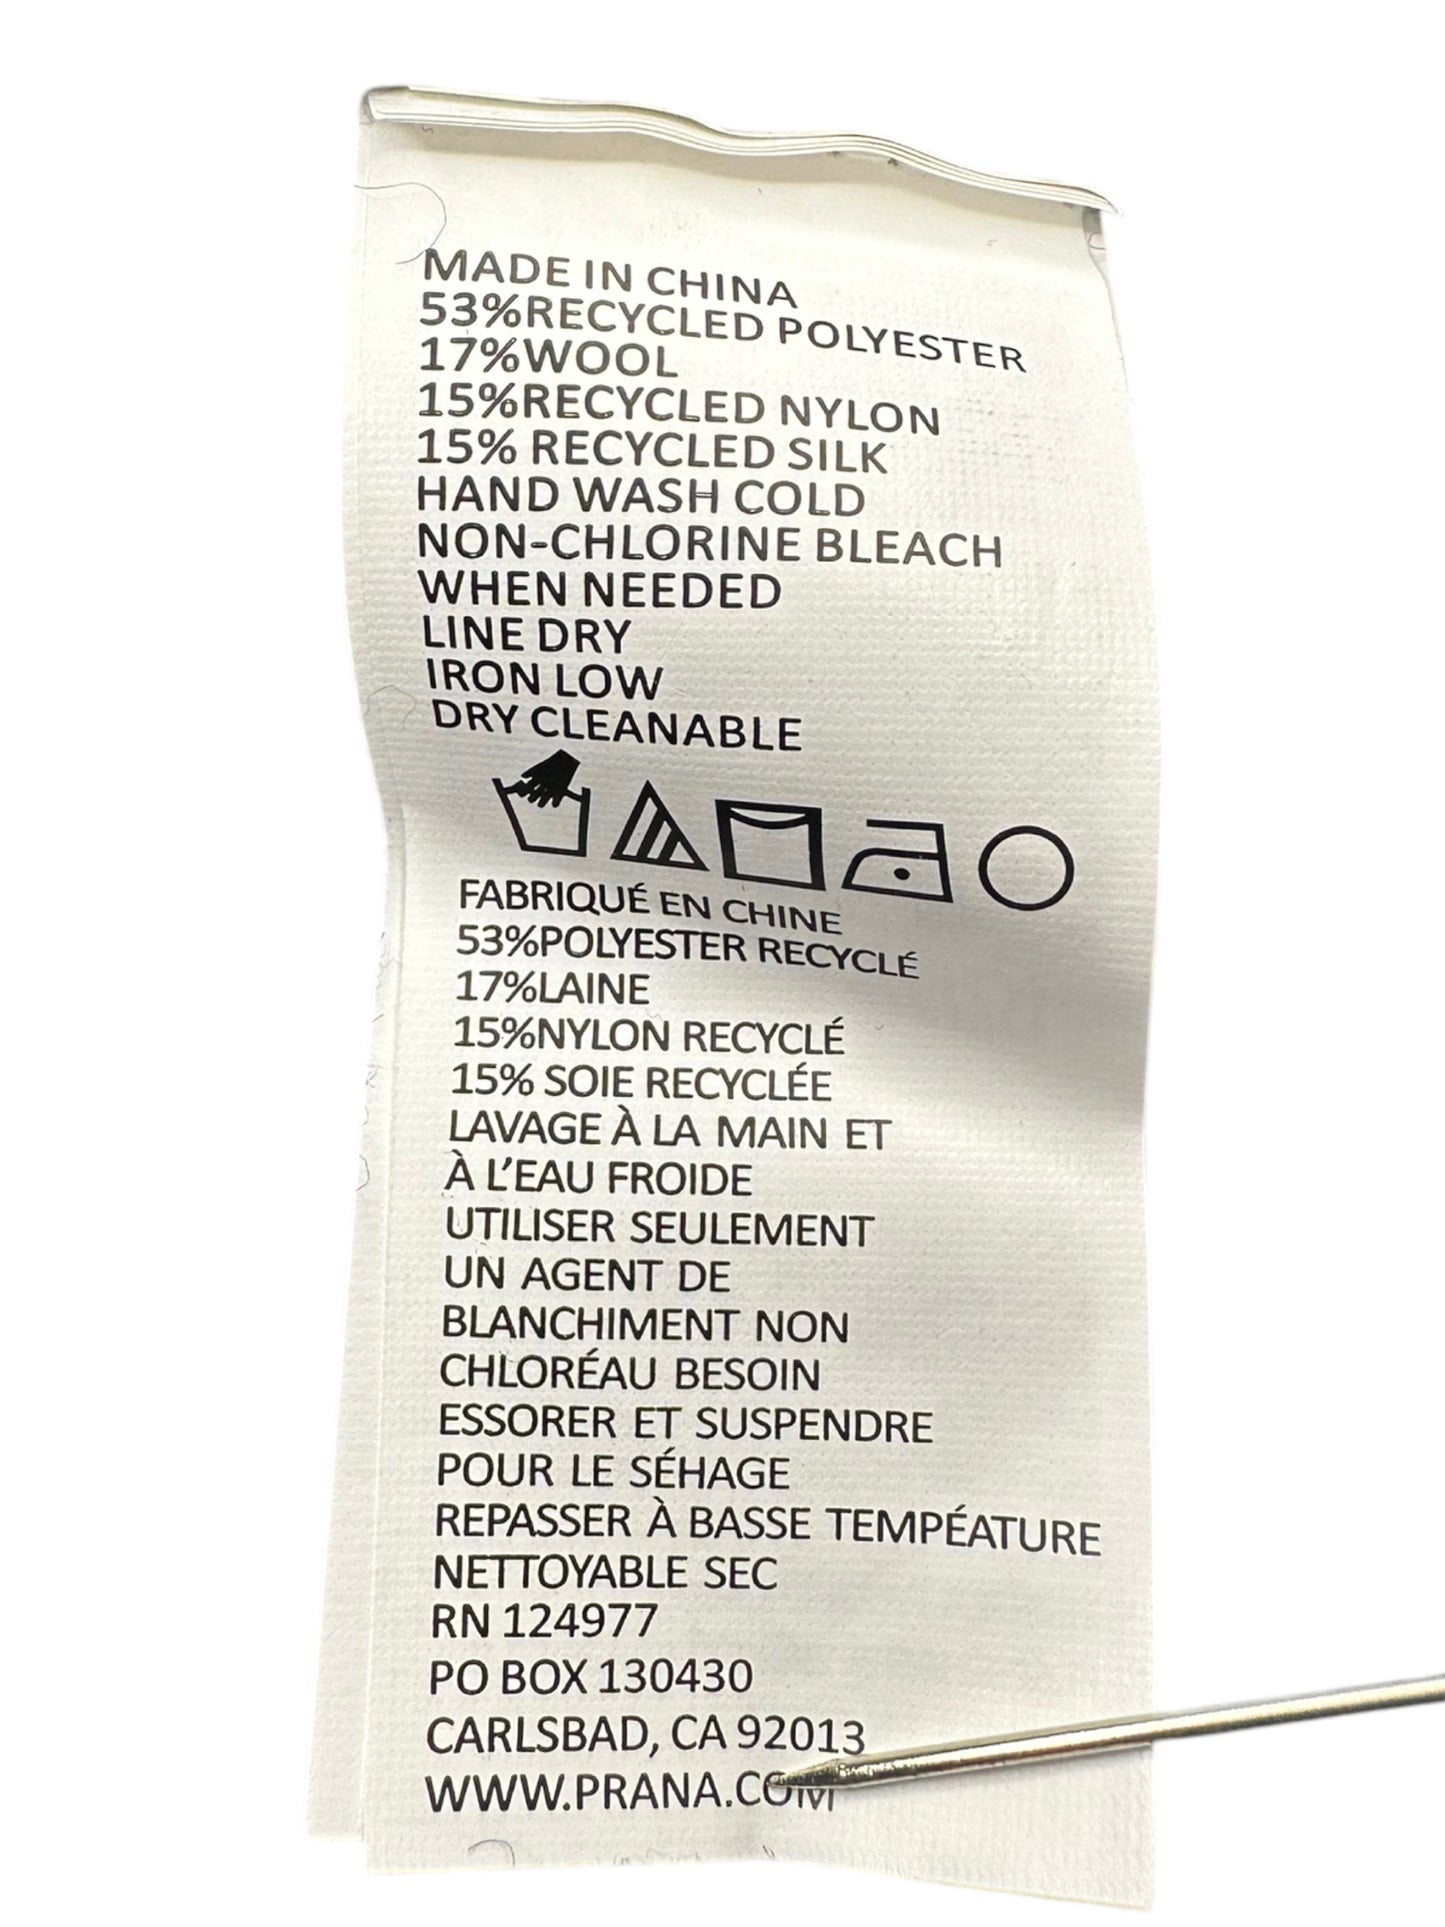 MADE IN CHINA
53%RECYCLED POLYESTER
17%WOOL
15%RECYCLED NYLON
15% RECYCLED SILK
HAND WASH COLD
NON-CHLORINE BLEACH
WHEN NEEDED
LINE DRY
IRON LOW
DRY CLEANABLE
FABRIQUÉ EN CHINE
53%POLYESTER RECYCLÉ
17%LAINE
15%NYLON RECYCLÉ
15% SOIE RECYCLÉE
LAVAGE À LA MAIN ET
À L’EAU FROIDE
UTILISER SEULEMENT
UN AGENT DE
BLANCHIMENT NON
CHLORÉAU BESOIN
ESSORER ET SUSPENDRE
POUR LE SÉHAGE
REPASSER À BASSE TEMPÉATURE
NETTOYABLE SEC
RN 124977
PO BOX 130430
CARLSBAD, CA 92013
WWW.PRANA.COM